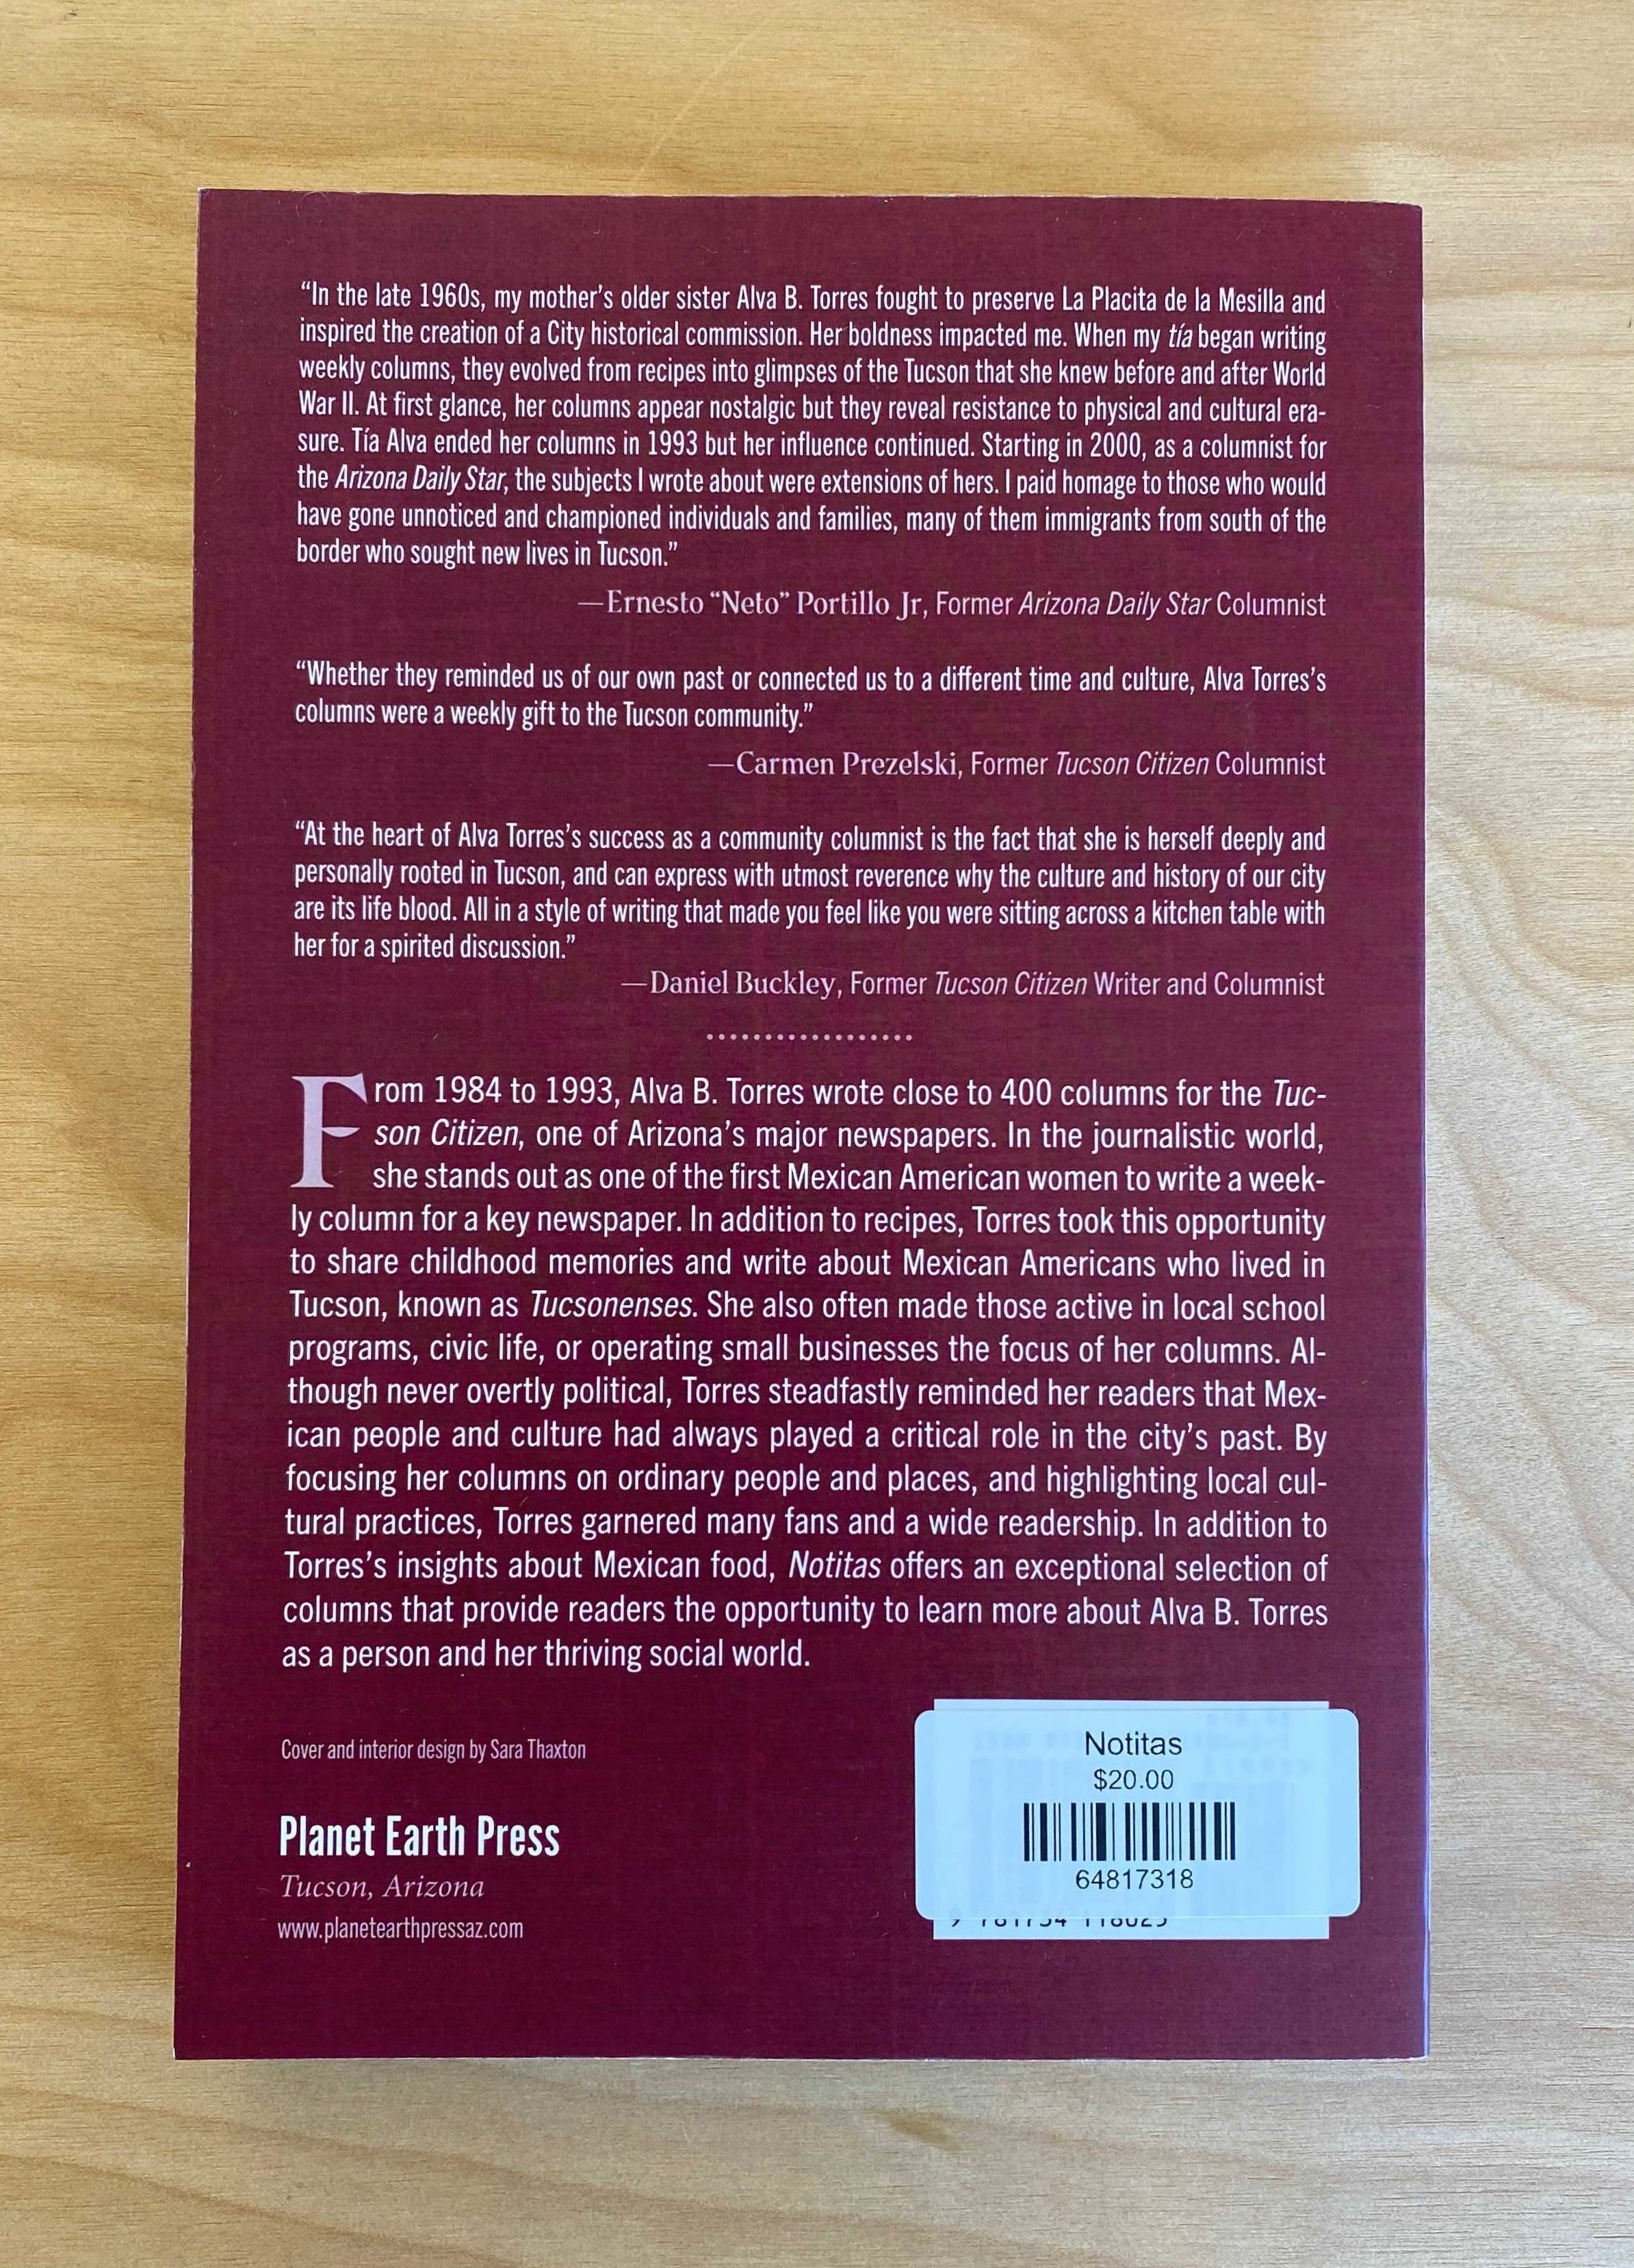 “In the late 1960s, my mother’s older sister Alva B. Torres fought to preserve La Placita de la Mesilla and
inspired the creation of a City historical commission. Her boldness impacted me. When my tía began writing
weekly columns, they evolved from recipes into glimpses of the Tucson that she knew before and after World
War II. At first glance, her columns appear nostalgic but they reveal resistance to physical and cultural era-
sure. Tía Alva ended her columns in 1993 but her influence continued. Starting in 2000, as a columnist for
the Arizona Daily Star, the subjects I wrote about were extensions of hers. I paid homage to those who would
have gone unnoticed and championed individuals and families, many of them immigrants from south of the
border who sought new lives in Tucson.”
—Ernesto “Neto” Portillo Jr, Former Arizona Daily Star Columnist
“Whether they reminded us of our own past or connected us to a different time and culture, Alva Torres’s
columns were a weekly gift to the Tucson community.”
—Carmen Prezelski, Former Tucson Citizen Columnist
“At the heart of Alva Torres’s success as a community columnist is the fact that she is herself deeply and
personally rooted in Tucson, and can express with utmost reverence why the culture and history of our city
are its life blood. All in a style of writing that made you feel like you were sitting across a kitchen table with
her for a spirited discussion.”
—Daniel Buckley, Former Tucson Citizen Writer and Columnist
From 1984 to 1993, Alva B. Torres wrote close to 400 columns for the Tuc-
son Citizen, one of Arizona’s major newspapers. In the journalistic world,
she stands out as one of the first Mexican American women to write a week-
ly column for a key newspaper. In addition to recipes, Torres took this opportunity
to share childhood memories and write about Mexican Americans who lived in
Tucson, known as Tucsonenses. She also often made those active in local school
programs, civic life, or operating small businesses the focus of her columns. Al-
though never overtly political, Torres steadfastly reminded her readers that Mex-
ican people and culture had always played a critical role in the city’s past. By
focusing her columns on ordinary people and places, and highlighting local cul-
tural practices, Torres garnered many fans and a wide readership. In addition to
Torres’s insights about Mexican food, Notitas offers an exceptional selection of
columns that provide readers the opportunity to learn more about Alva B. Torres
as a person and her thriving social world.
Cover and interior design by Sara Thaxton
Planet Earth Press
Tucson, Arizona
www.planetearthpressaz.com
Notitas
$20.00
64817318